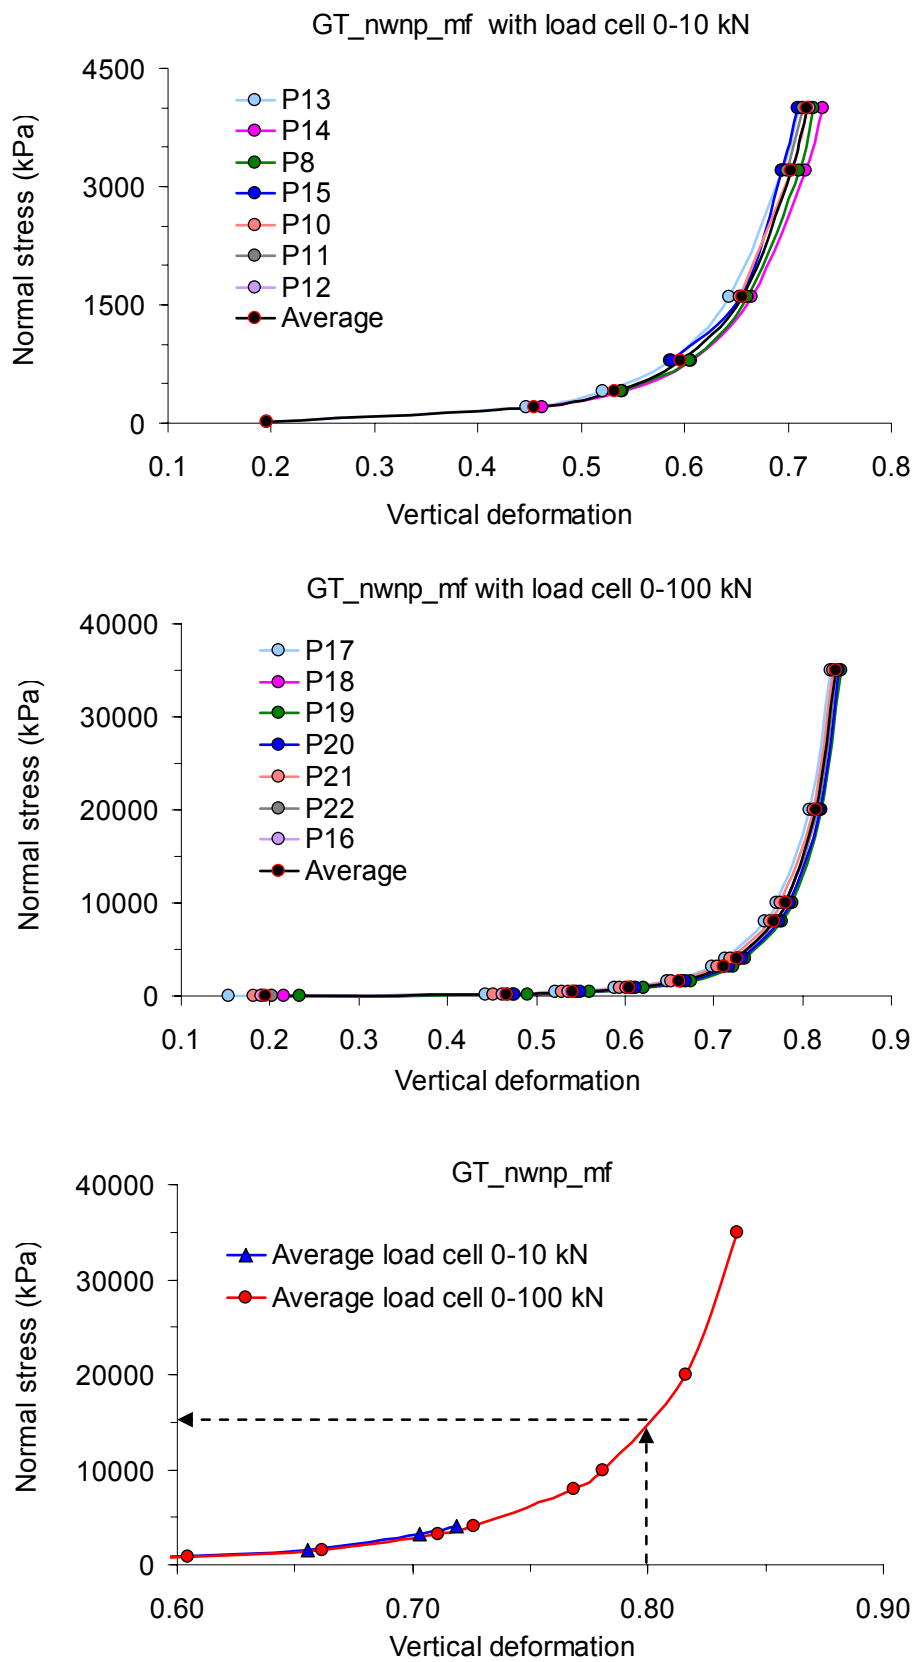 GT_nwnp_mf with load cell 0-10 kN
Normal stress (kPa)
4500
3000
1500
0
P13
P14
P8
P15
P10
P11
P12
Average
0.1 0.2 0.3 0.4 0.5 0.6 0.7 0.8
Vertical deformation
GT_nwnp_mf with load cell 0-100 kN
Normal stress (kPa)
40000
30000
20000
10000
0
P17
P18
P19
P20
P21
P22
P16
Average
0.1 0.2 0.3 0.4 0.5 0.6 0.7 0.8 0.9
Vertical deformation
GT_nwnp_mf
Normal stress (kPa)
40000
30000
20000
10000
0
Average load cell 0-10 kN
Average load cell 0-100 kN
0.60 0.70 0.80 0.90
Vertical deformation